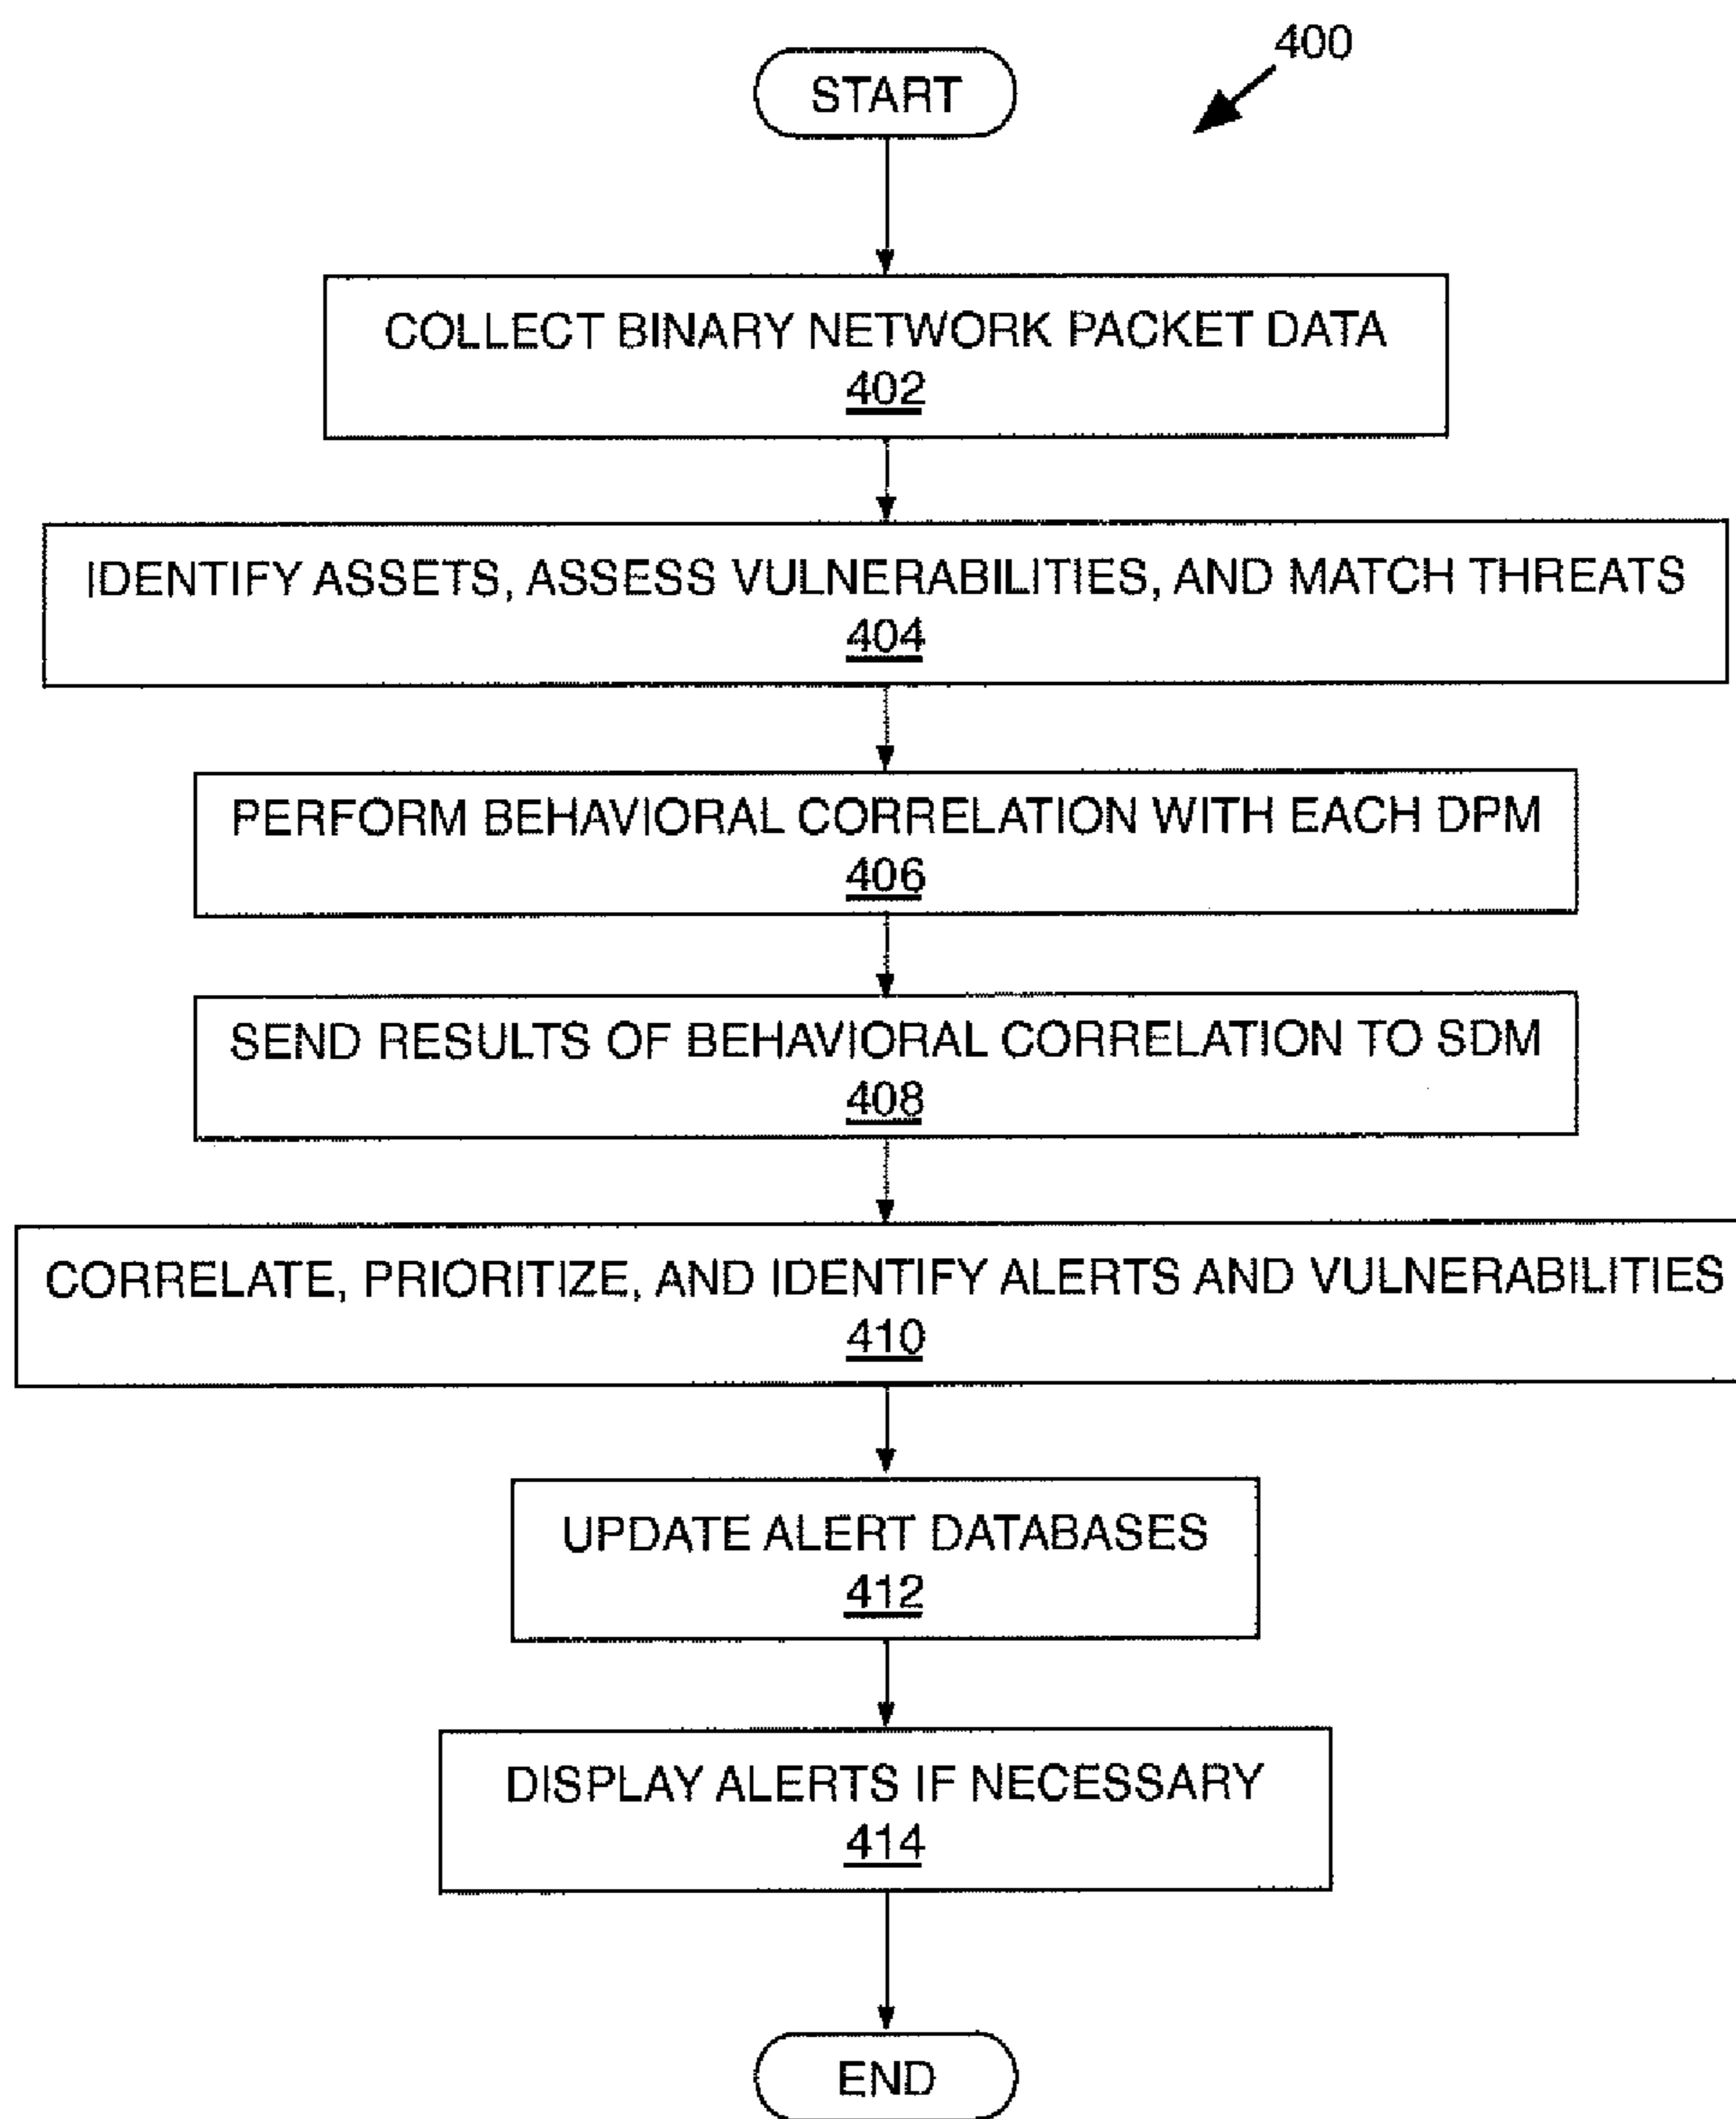 400
START
COLLECT BINARY NETWORK PACKET DATA
402
IDENTIFY ASSETS, ASSESS VULNERABILITIES, AND MATCH THREATS
404
PERFORM BEHAVIORAL CORRELATION WITH EACH DPM
406
SEND RESULTS OF BEHAVIORAL CORRELATION TO SDM
408
CORRELATE, PRIORITIZE, AND IDENTIFY ALERTS AND VULNERABILITIES
410
UPDATE ALERT DATABASES
412
DISPLAY ALERTS IF NECESSARY
414
END